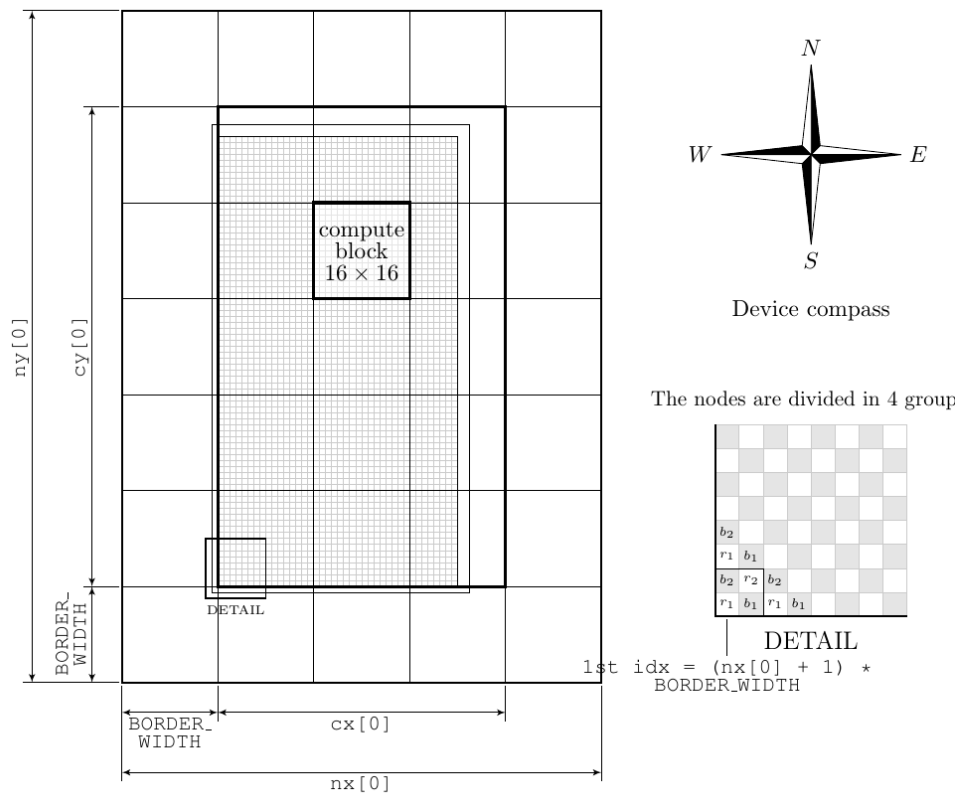 N
W
E
S
Device compass
compute
block
16 × 16
ny[0]
cy[0]
The nodes are divided in 4 group
b2
r1 b1
b2 r2 b2
r1 b1 r1 b1
DETAIL
DETAIL
1st idx = (nx[0] + 1) *
BORDER_WIDTH
BORDER_
WIDTH
BORDER_
WIDTH
cx[0]
nx[0]